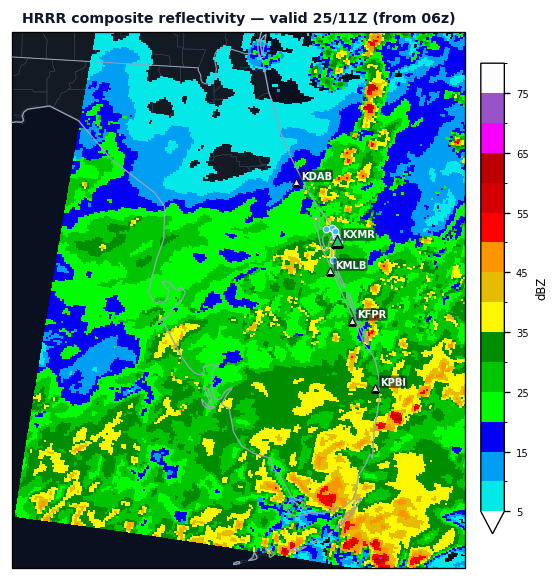 HRRR composite reflectivity — valid 25/11Z (from 06z)
KDAB
KXMR
KMLB
KFPR
KPBI
75
65
55
45
35
25
15
5
dBZ